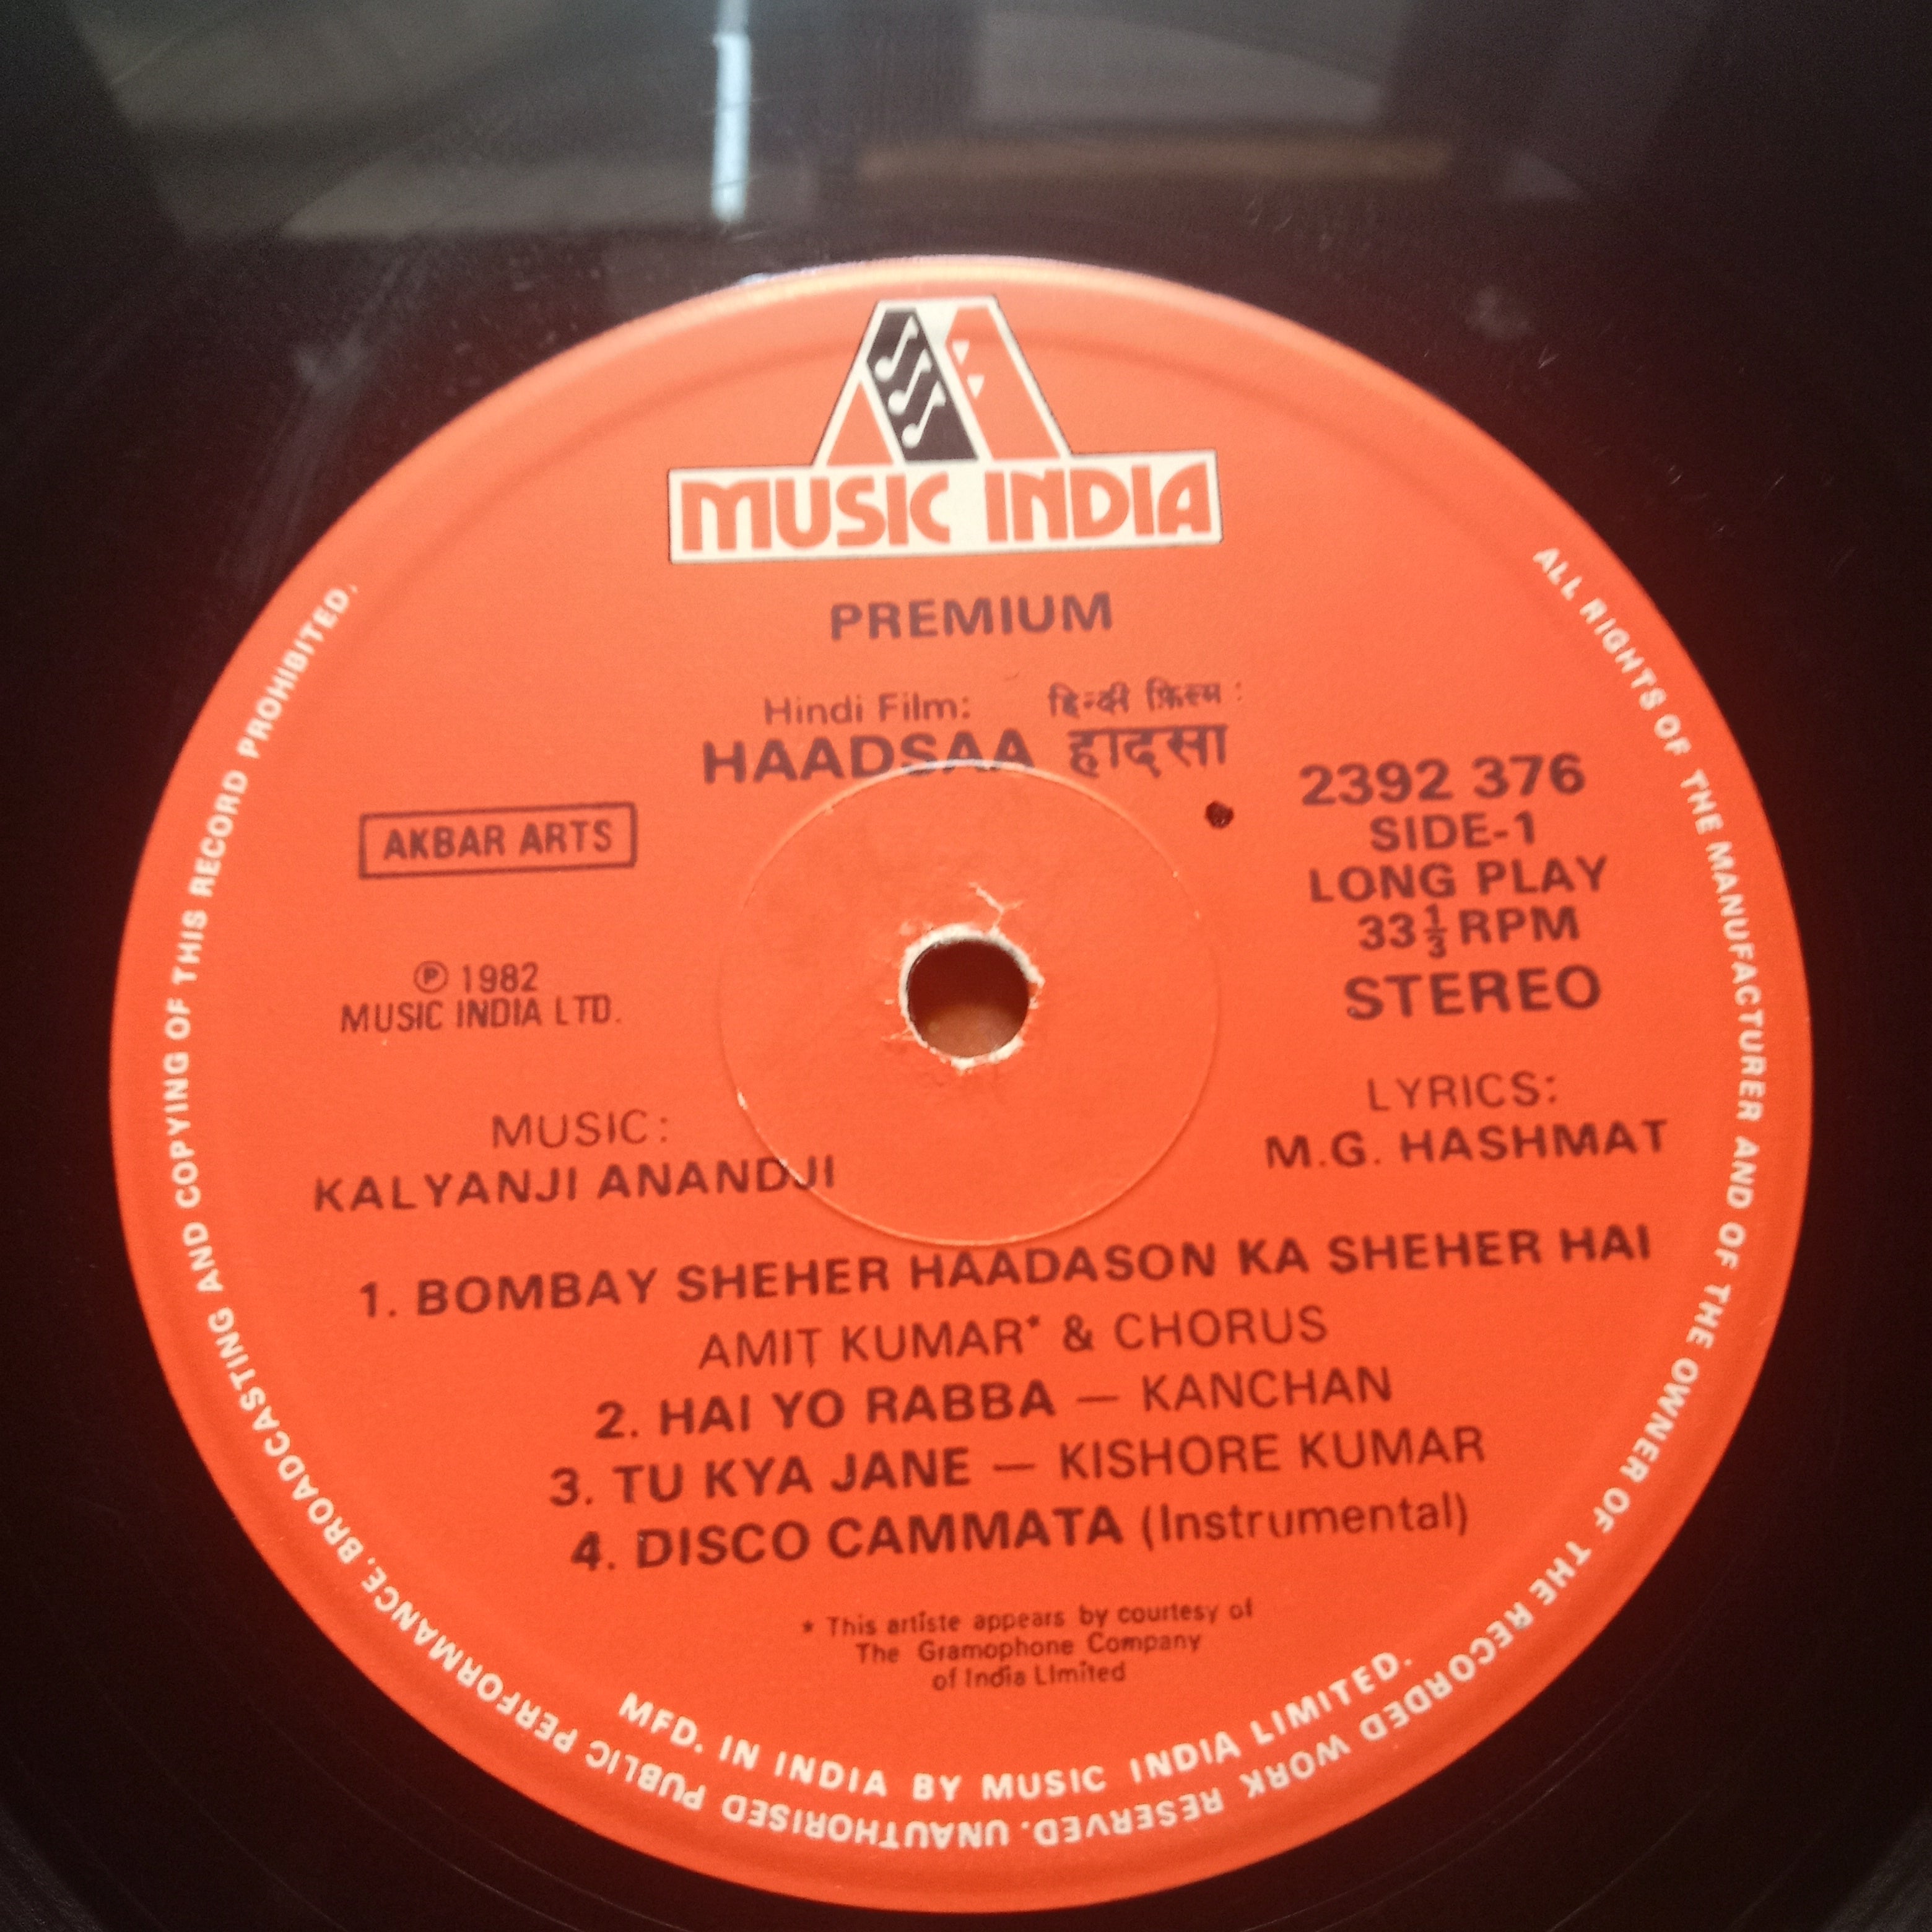 MUSIC INDIA
PREMIUM
Hindi Film: हिन्दी फ़िल्म :
HAADSAA हादसा
AKBAR ARTS
2392 376
SIDE-1
LONG PLAY
33⅓ RPM
STEREO
℗ 1982
MUSIC INDIA LTD.
MUSIC:
KALYANJI ANANDJI
LYRICS:
M.G. HASHMAT
1. BOMBAY SHEHER HAADASON KA SHEHER HAI
AMIT KUMAR* & CHORUS
2. HAI YO RABBA — KANCHAN
3. TU KYA JANE — KISHORE KUMAR
4. DISCO CAMMATA (Instrumental)
* This artiste appears by courtesy of
The Gramophone Company
of India Limited
MFD. IN INDIA BY MUSIC INDIA LIMITED.
ALL RIGHTS OF THE MANUFACTURER AND OF THE OWNER OF THE RECORDED WORK RESERVED. UNAUTHORISED PUBLIC PERFORMANCE. BROADCASTING AND COPYING OF THIS RECORD PROHIBITED.